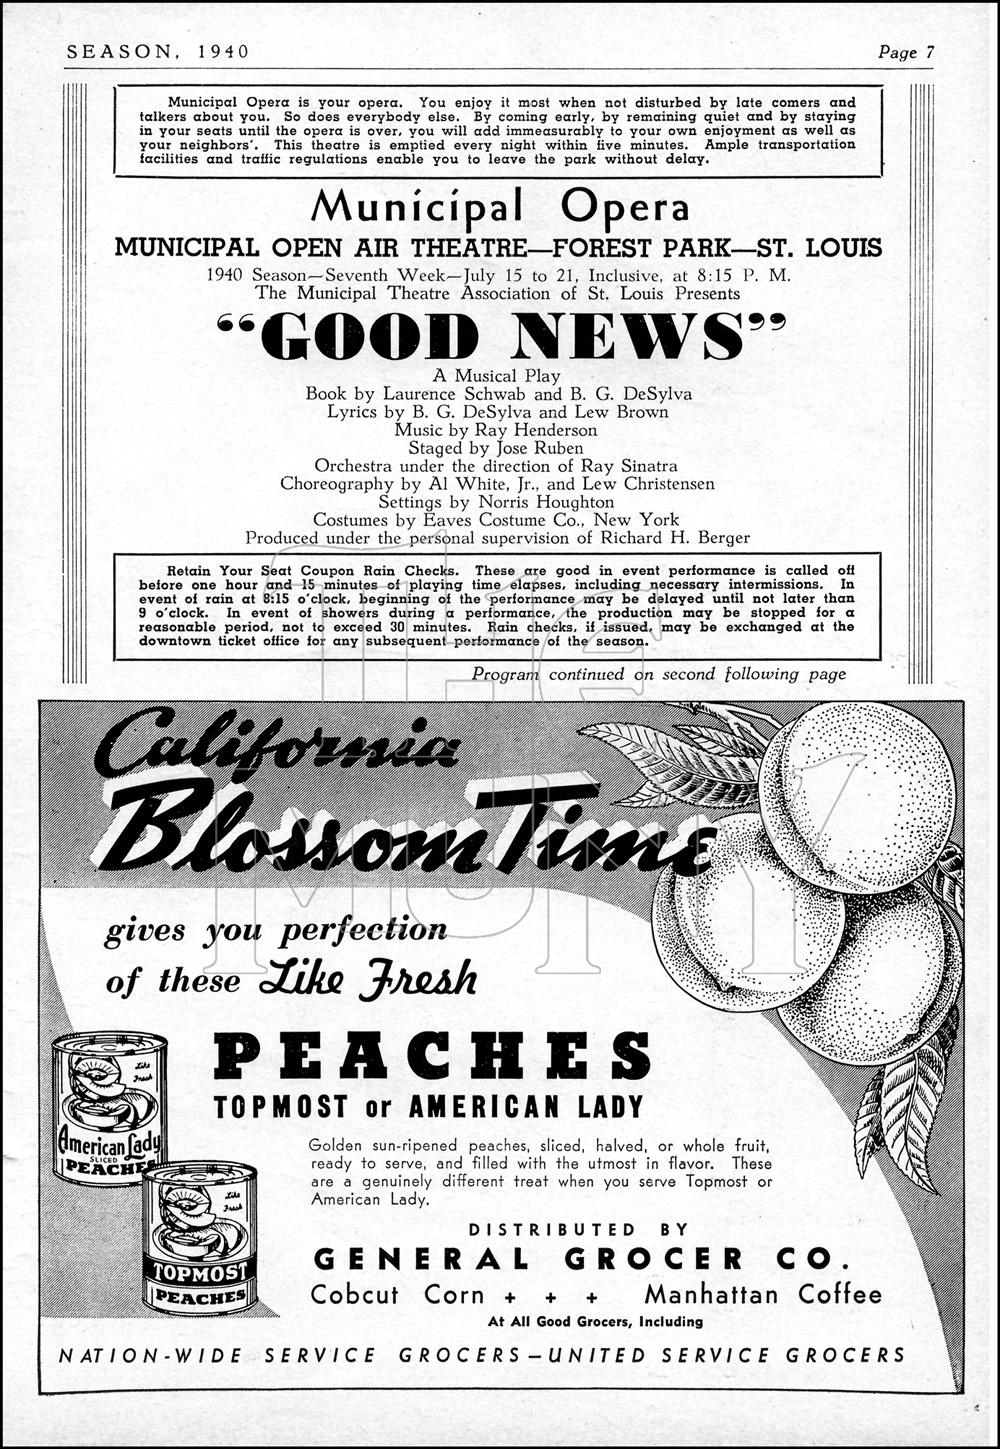 SEASON, 1940
Page 7
Municipal Opera is your opera. You enjoy it most when not disturbed by late comers and
talkers about you. So does everybody else. By coming early, by remaining quiet and by staying
in your seats until the opera is over, you will add immeasurably to your own enjoyment as well as
your neighbors'. This theatre is emptied every night within five minutes. Ample transportation
facilities and traffic regulations enable you to leave the park without delay.
Municipal Opera
MUNICIPAL OPEN AIR THEATRE—FOREST PARK—ST. LOUIS
1940 Season—Seventh Week—July 15 to 21, Inclusive, at 8:15 P. M.
The Municipal Theatre Association of St. Louis Presents
“GOOD NEWS”
A Musical Play
Book by Laurence Schwab and B. G. DeSylva
Lyrics by B. G. DeSylva and Lew Brown
Music by Ray Henderson
Staged by Jose Ruben
Orchestra under the direction of Ray Sinatra
Choreography by Al White, Jr., and Lew Christensen
Settings by Norris Houghton
Costumes by Eaves Costume Co., New York
Produced under the personal supervision of Richard H. Berger
Retain Your Seat Coupon Rain Checks. These are good in event performance is called off
before one hour and 15 minutes of playing time elapses, including necessary intermissions. In
event of rain at 8:15 o'clock, beginning of the performance may be delayed until not later than
9 o'clock. In event of showers during a performance, the production may be stopped for a
reasonable period, not to exceed 30 minutes. Rain checks, if issued, may be exchanged at the
downtown ticket office for any subsequent performance of the season.
Program continued on second following page
The
MUNY
California
Blossom Time
gives you perfection
of these Like Fresh
PEACHES
TOPMOST or AMERICAN LADY
Like
Fresh
American Lady
SLICED
PEACHES
Like
Fresh
TOPMOST
PEACHES
Golden sun-ripened peaches, sliced, halved, or whole fruit,
ready to serve, and filled with the utmost in flavor. These
are a genuinely different treat when you serve Topmost or
American Lady.
DISTRIBUTED BY
GENERAL GROCER CO.
Cobcut Corn + + + Manhattan Coffee
At All Good Grocers, Including
NATION-WIDE SERVICE GROCERS—UNITED SERVICE GROCERS